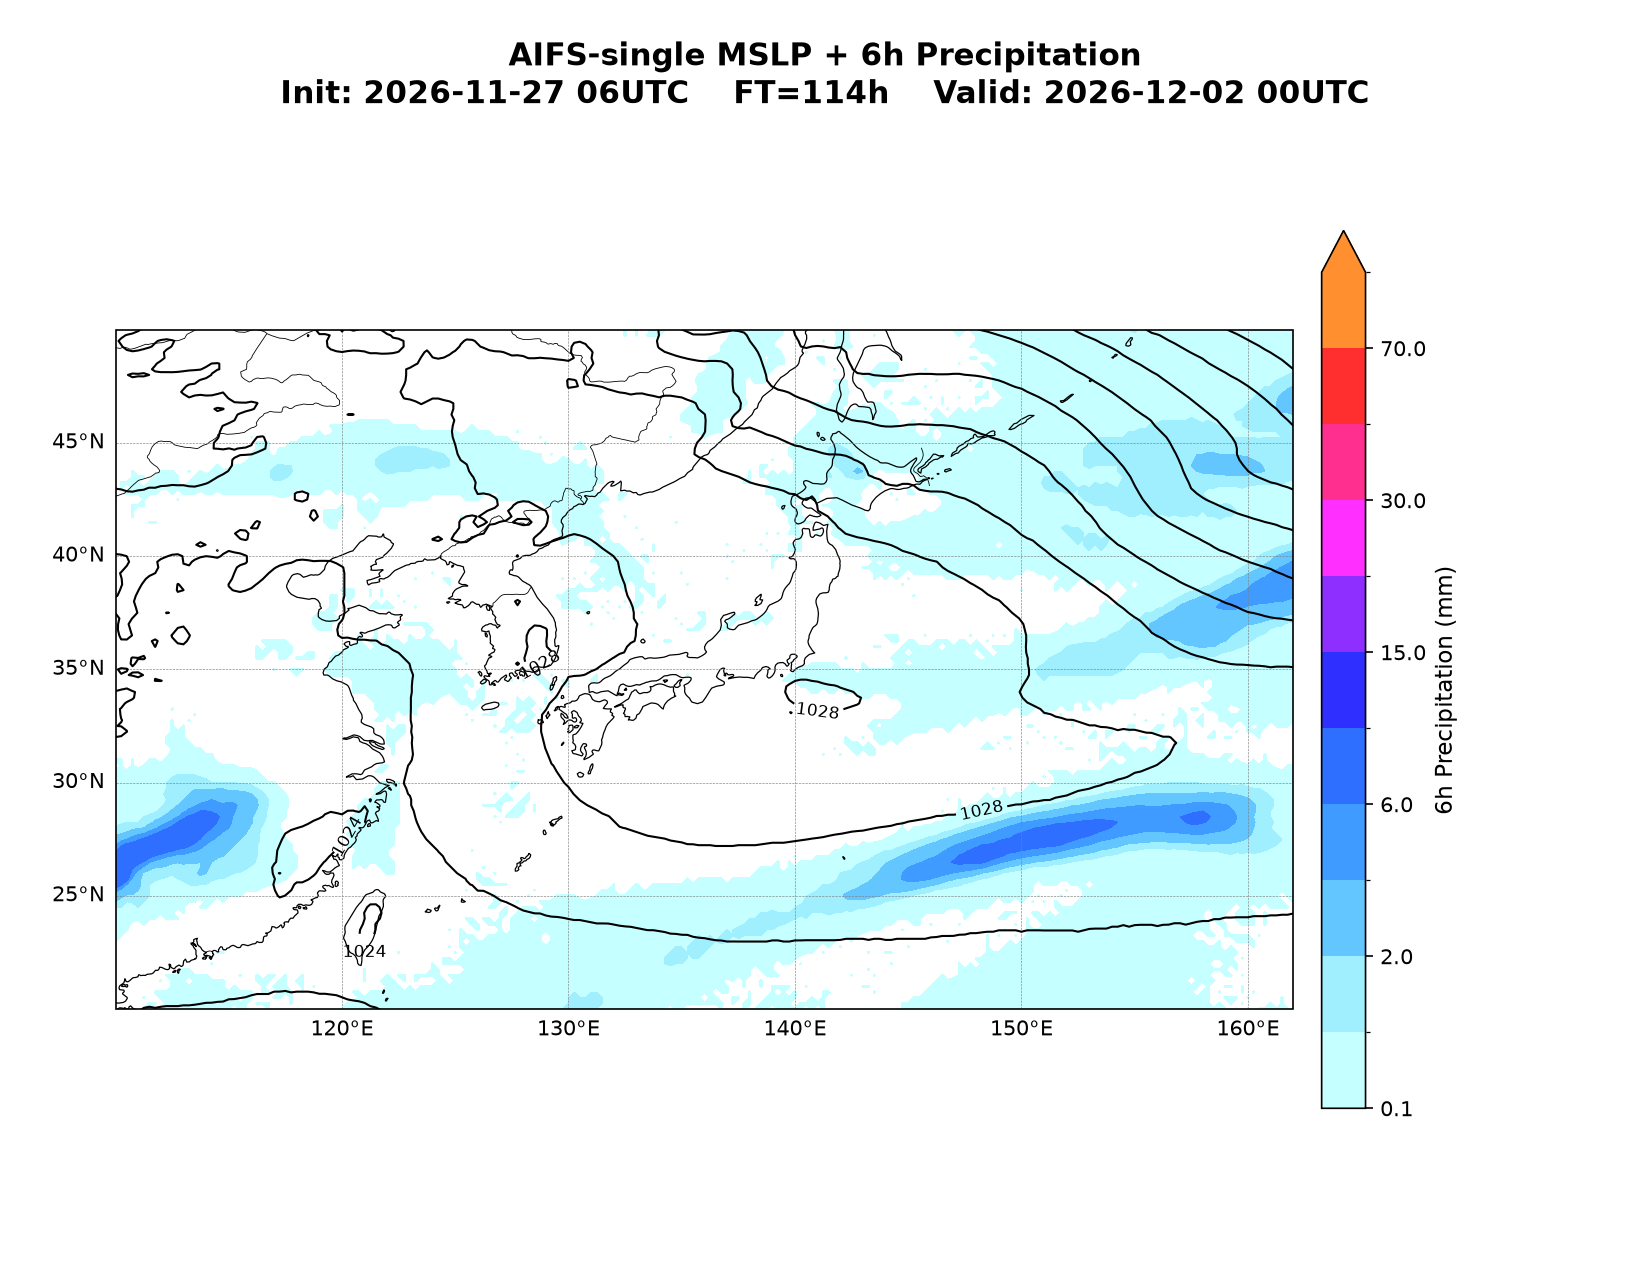 AIFS-single MSLP + 6h Precipitation
Init: 2026-11-27 06UTC    FT=114h    Valid: 2026-12-02 00UTC
70.0
30.0
15.0
6.0
2.0
0.1
6h Precipitation (mm)
45°N
40°N
35°N
30°N
25°N
1028
1028
1028
1024
1024
120°E
130°E
140°E
150°E
160°E